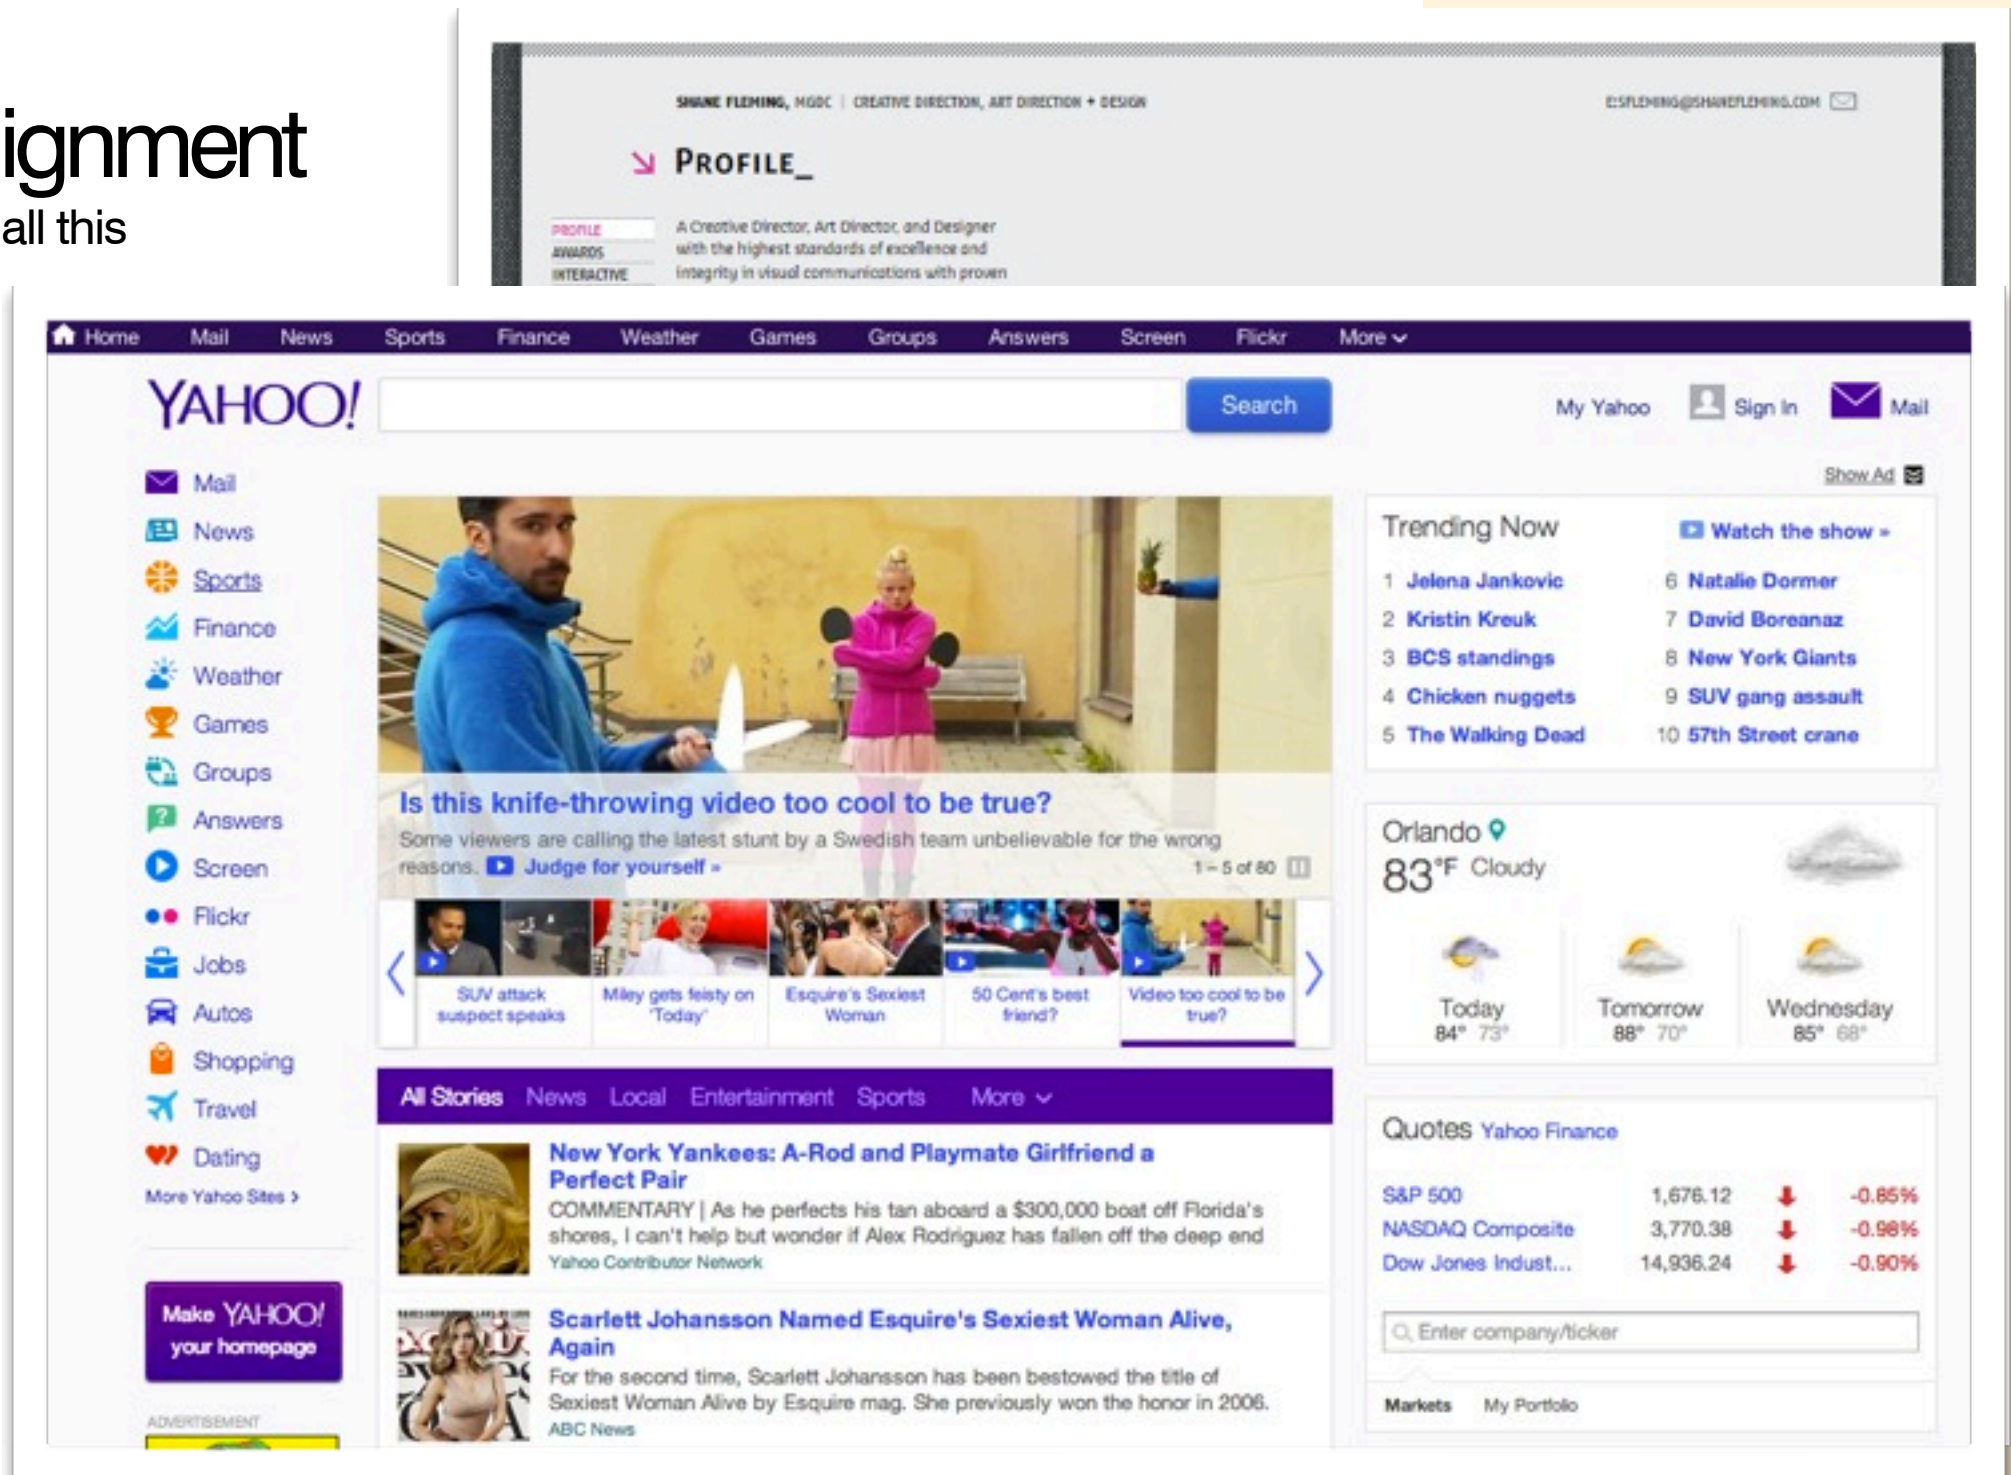 ignment
all this
SHANE FLEMING, MGDC | CREATIVE DIRECTION, ART DIRECTION + DESIGN
E:SFLEMING@SHANEFLEMING.COM
PROFILE_
PROFILE
AWARDS
INTERACTIVE
A Creative Director, Art Director, and Designer
with the highest standards of excellence and
integrity in visual communications with proven
Home Mail News Sports Finance Weather Games Groups Answers Screen Flickr More
YAHOO!
Search
My Yahoo Sign In Mail
Show Ad
Mail
News
Sports
Finance
Weather
Games
Groups
Answers
Screen
Flickr
Jobs
Autos
Shopping
Travel
Dating
More Yahoo Sites >
Make YAHOO!
your homepage
ADVERTISEMENT
Is this knife-throwing video too cool to be true?
Some viewers are calling the latest stunt by a Swedish team unbelievable for the wrong
reasons. Judge for yourself »
1 – 5 of 80
SUV attack
suspect speaks
Miley gets feisty on
'Today'
Esquire's Sexiest
Woman
50 Cent's best
friend?
Video too cool to be
true?
All Stories News Local Entertainment Sports More
New York Yankees: A-Rod and Playmate Girlfriend a
Perfect Pair
COMMENTARY | As he perfects his tan aboard a $300,000 boat off Florida's
shores, I can't help but wonder if Alex Rodriguez has fallen off the deep end
Yahoo Contributor Network
Scarlett Johansson Named Esquire's Sexiest Woman Alive,
Again
For the second time, Scarlett Johansson has been bestowed the title of
Sexiest Woman Alive by Esquire mag. She previously won the honor in 2006.
ABC News
Trending Now
Watch the show »
1 Jelena Jankovic
2 Kristin Kreuk
3 BCS standings
4 Chicken nuggets
5 The Walking Dead
6 Natalie Dormer
7 David Boreanaz
8 New York Giants
9 SUV gang assault
10 57th Street crane
Orlando
83°F Cloudy
Today
84° 73°
Tomorrow
88° 70°
Wednesday
85° 68°
Quotes Yahoo Finance
S&P 500 1,676.12 -0.85%
NASDAQ Composite 3,770.38 -0.98%
Dow Jones Indust... 14,936.24 -0.90%
Enter company/ticker
Markets My Portfolio